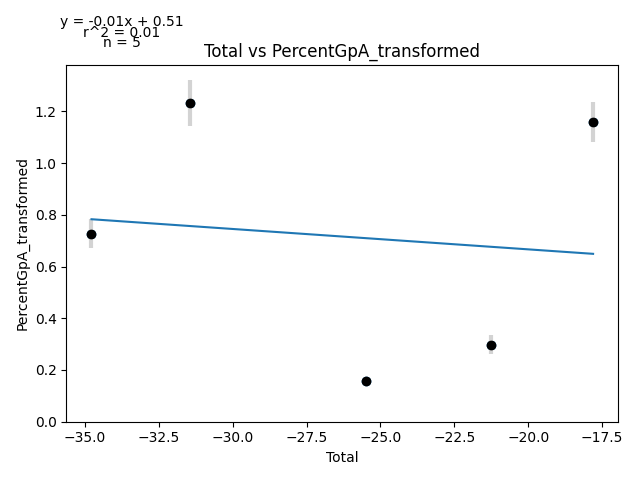 y = -0.01x + 0.51
r^2 = 0.01
n = 5
Total vs PercentGpA_transformed
PercentGpA_transformed
1.2
1.0
0.8
0.6
0.4
0.2
0.0
−35.0 −32.5 −30.0 −27.5 −25.0 −22.5 −20.0 −17.5
Total